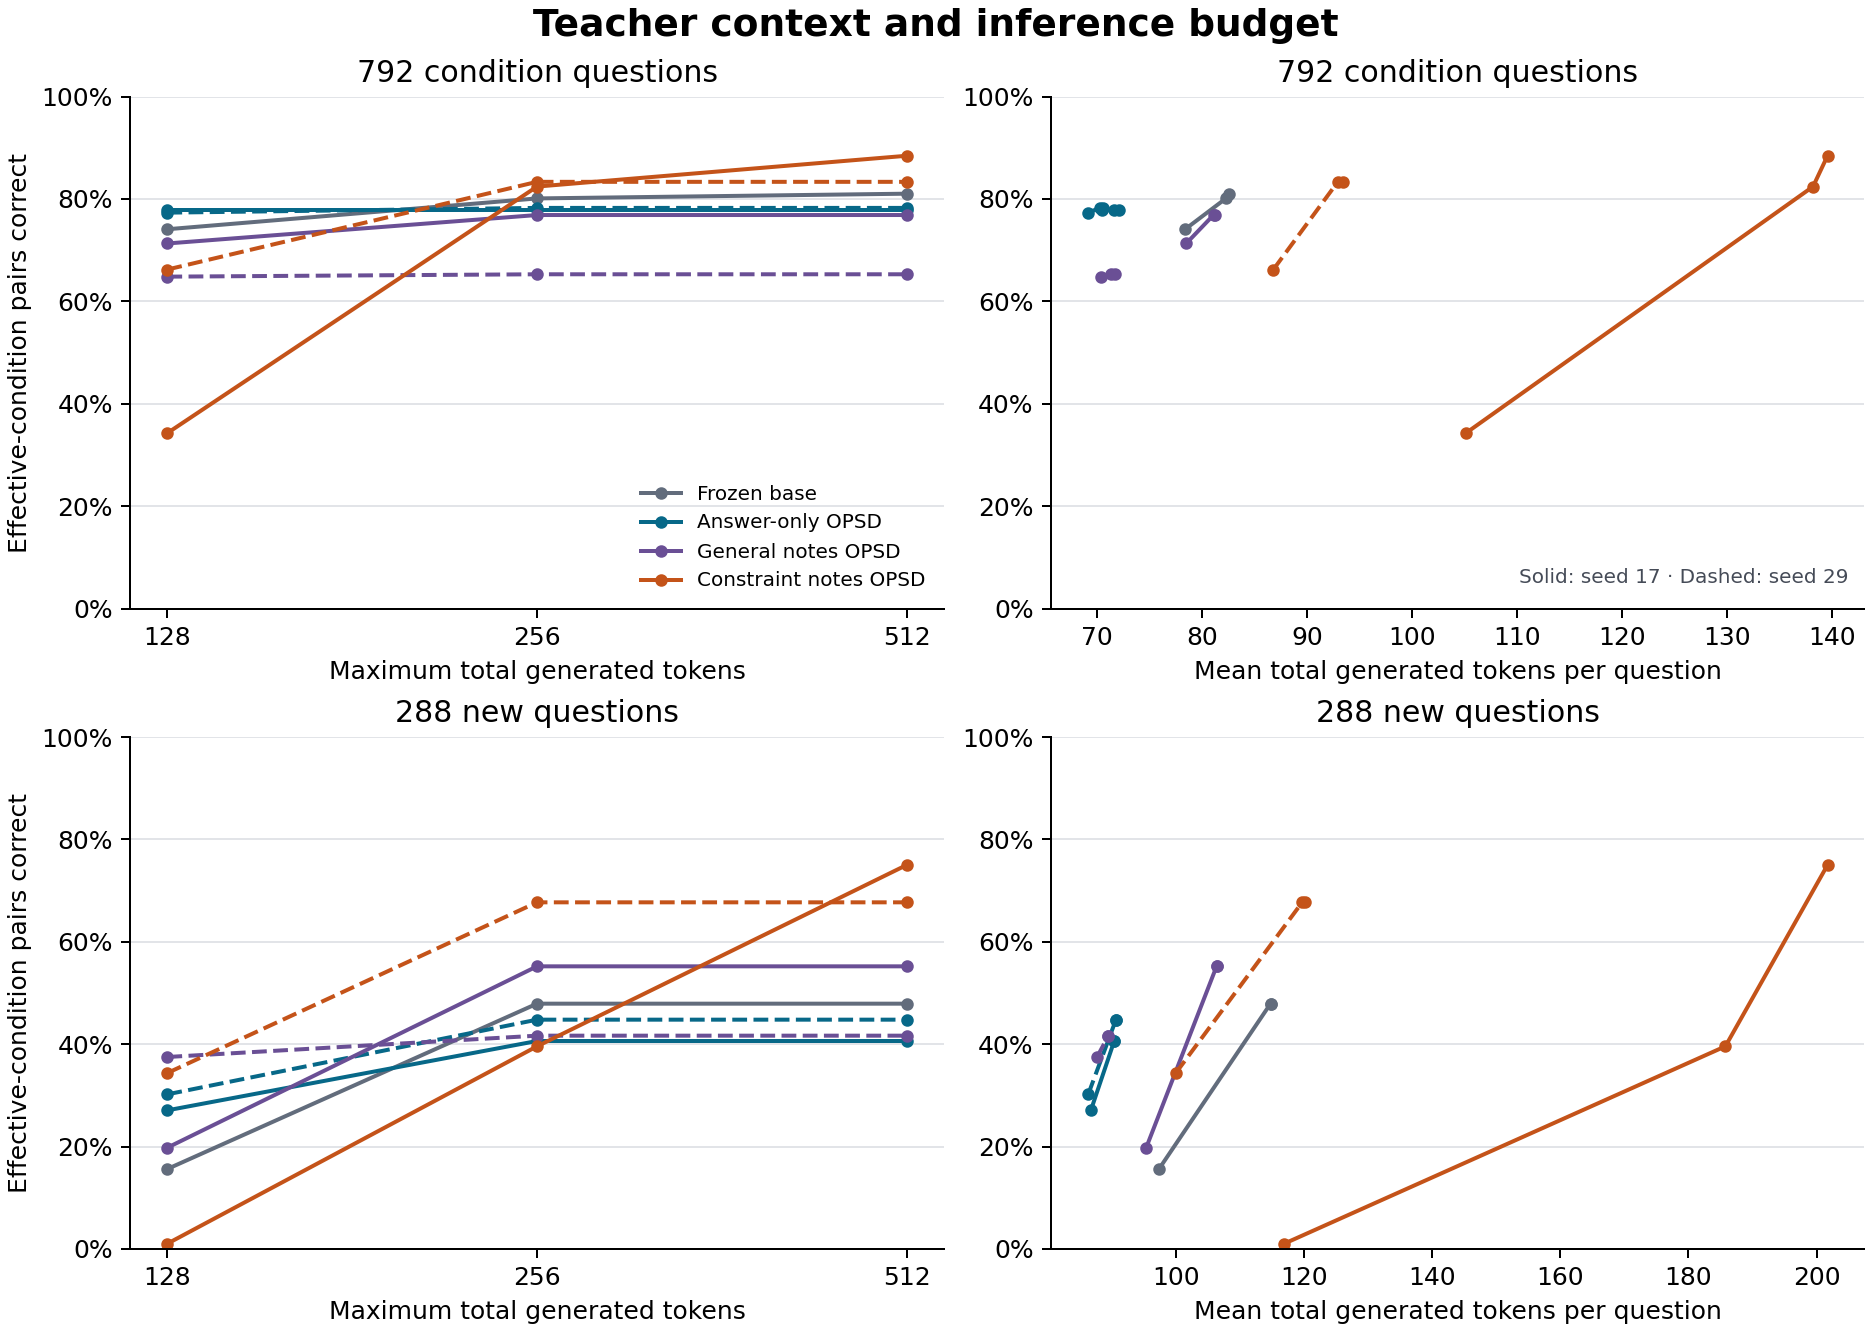 Teacher context and inference budget
792 condition questions
Effective-condition pairs correct
100%
80%
60%
40%
20%
0%
128
256
512
Maximum total generated tokens
Frozen base
Answer-only OPSD
General notes OPSD
Constraint notes OPSD
792 condition questions
100%
80%
60%
40%
20%
0%
70
80
90
100
110
120
130
140
Mean total generated tokens per question
Solid: seed 17 · Dashed: seed 29
288 new questions
Effective-condition pairs correct
100%
80%
60%
40%
20%
0%
128
256
512
Maximum total generated tokens
288 new questions
100%
80%
60%
40%
20%
0%
100
120
140
160
180
200
Mean total generated tokens per question